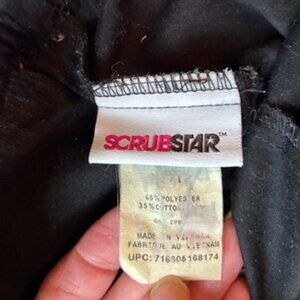 SCRUBSTAR™
65% POLYESTER
35% COTTON
MADE IN VIETNAM
FABRIQUE AU VIETNAM
UPC: 716605168174